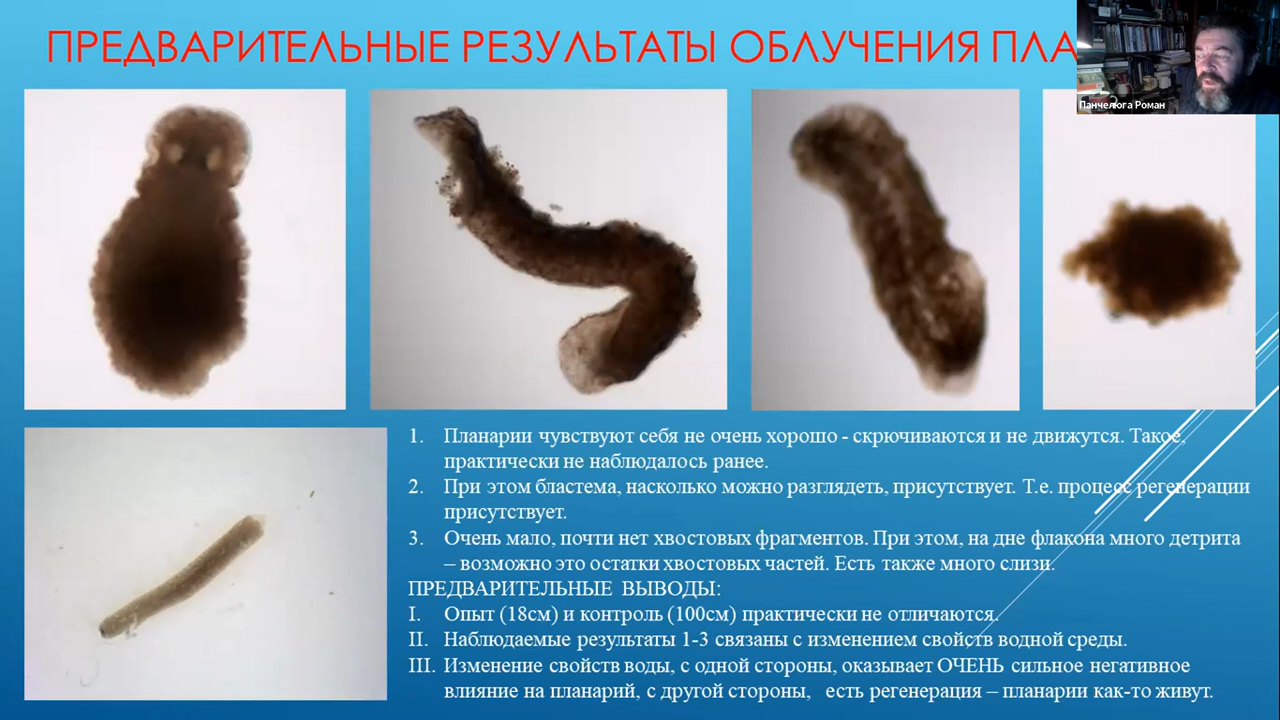 ПРЕДВАРИТЕЛЬНЫЕ РЕЗУЛЬТАТЫ ОБЛУЧЕНИЯ
Панчелюга Роман
1. Планарии чувствуют себя не очень хорошо - скрючиваются и не движутся. Такое,
практически не наблюдалось ранее.
2. При этом бластема, насколько можно разглядеть, присутствует. Т.е. процесс регенерации
присутствует.
3. Очень мало, почти нет хвостовых фрагментов. При этом, на дне флакона много детрита
– возможно это остатки хвостовых частей. Есть также много слизи.
ПРЕДВАРИТЕЛЬНЫЕ ВЫВОДЫ:
I. Опыт (18см) и контроль (100см) практически не отличаются.
II. Наблюдаемые результаты 1-3 связаны с изменением свойств водной среды.
III. Изменение свойств воды, с одной стороны, оказывает ОЧЕНЬ сильное негативное
влияние на планарий, с другой стороны, есть регенерация – планарии как-то живут.